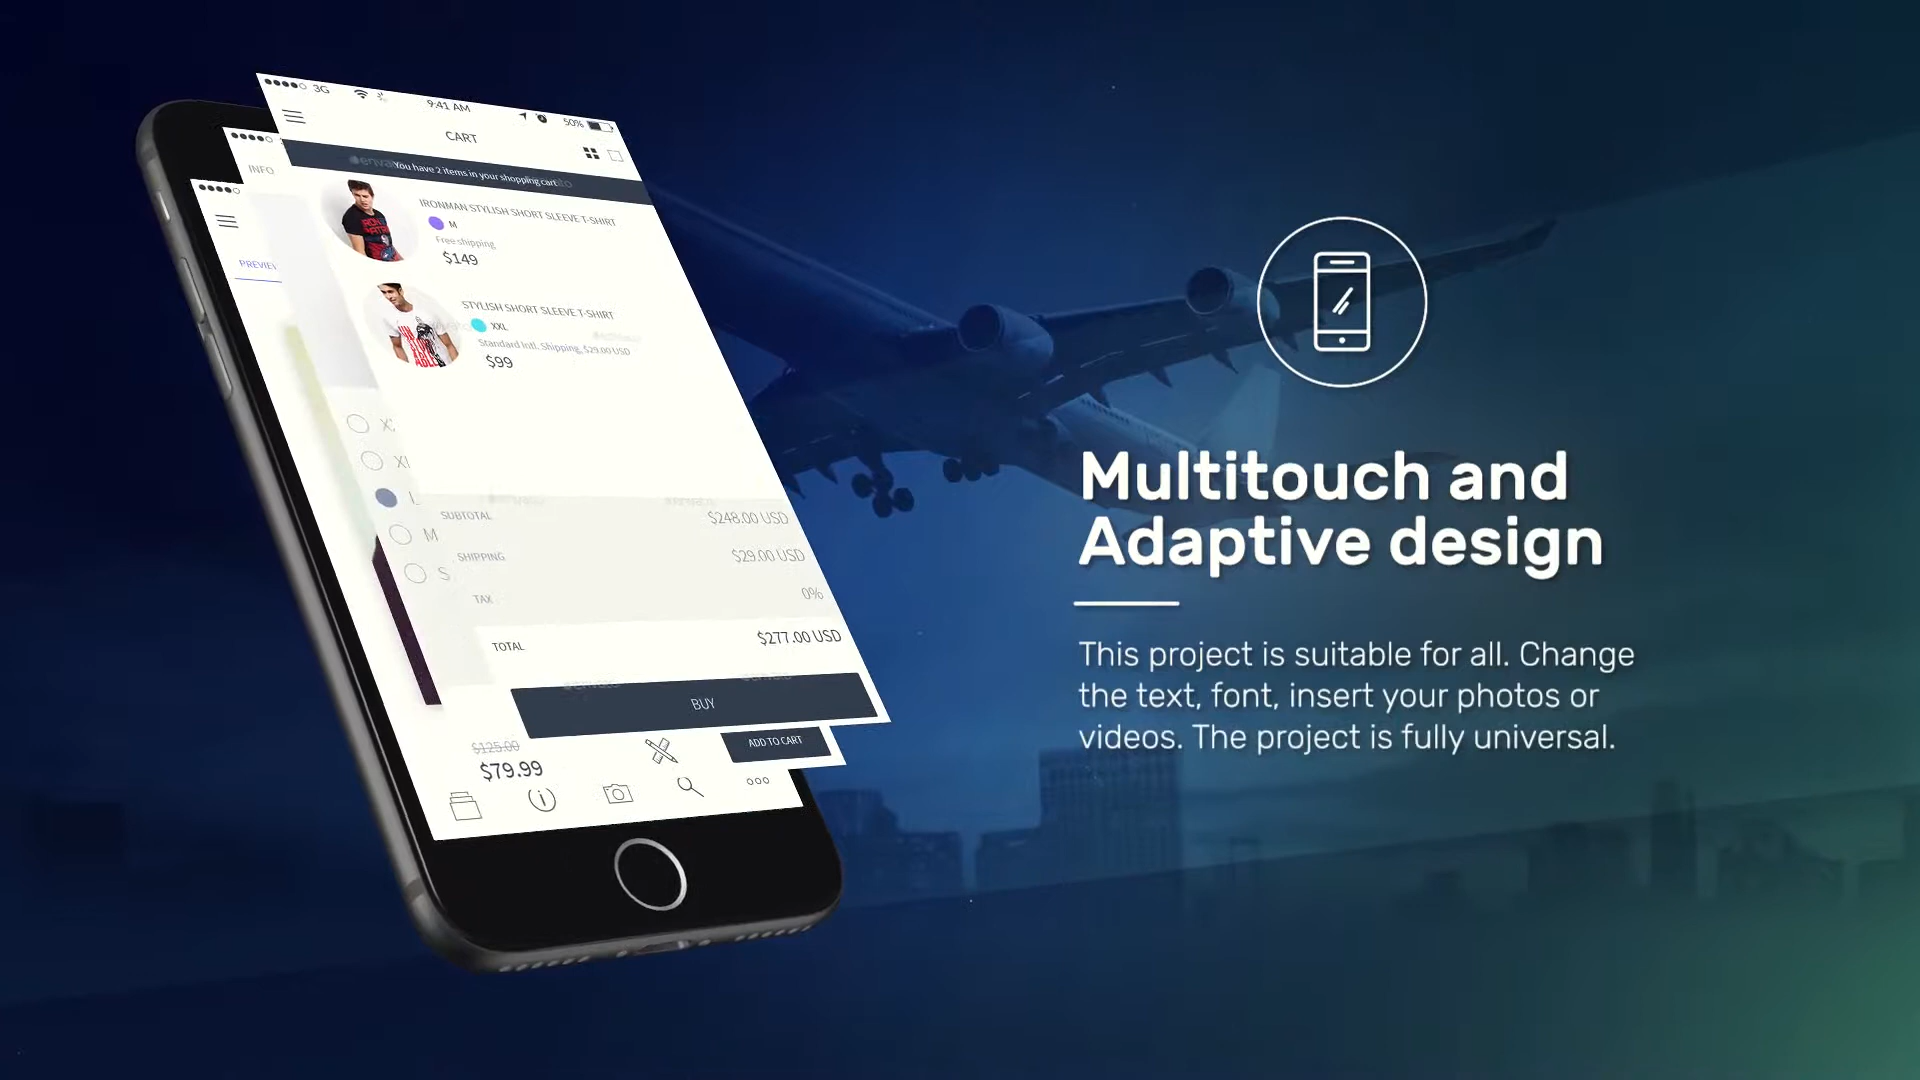 3G
9:41 AM
50%
CART
You have 2 items in your shopping cart
INFO
IRONMAN STYLISH SHORT SLEEVE T-SHIRT
M
Free shipping
$149
PREVIEW
STYLISH SHORT SLEEVE T-SHIRT
XXL
Standard Intl. Shipping, $29.00 USD
$99
XL
L
M
S
SUBTOTAL
$248.00 USD
SHIPPING
$29.00 USD
TAX
0%
TOTAL
$277.00 USD
BUY
$125.00
$79.99
ADD TO CART
Multitouch and
Adaptive design
This project is suitable for all. Change
the text, font, insert your photos or
videos. The project is fully universal.